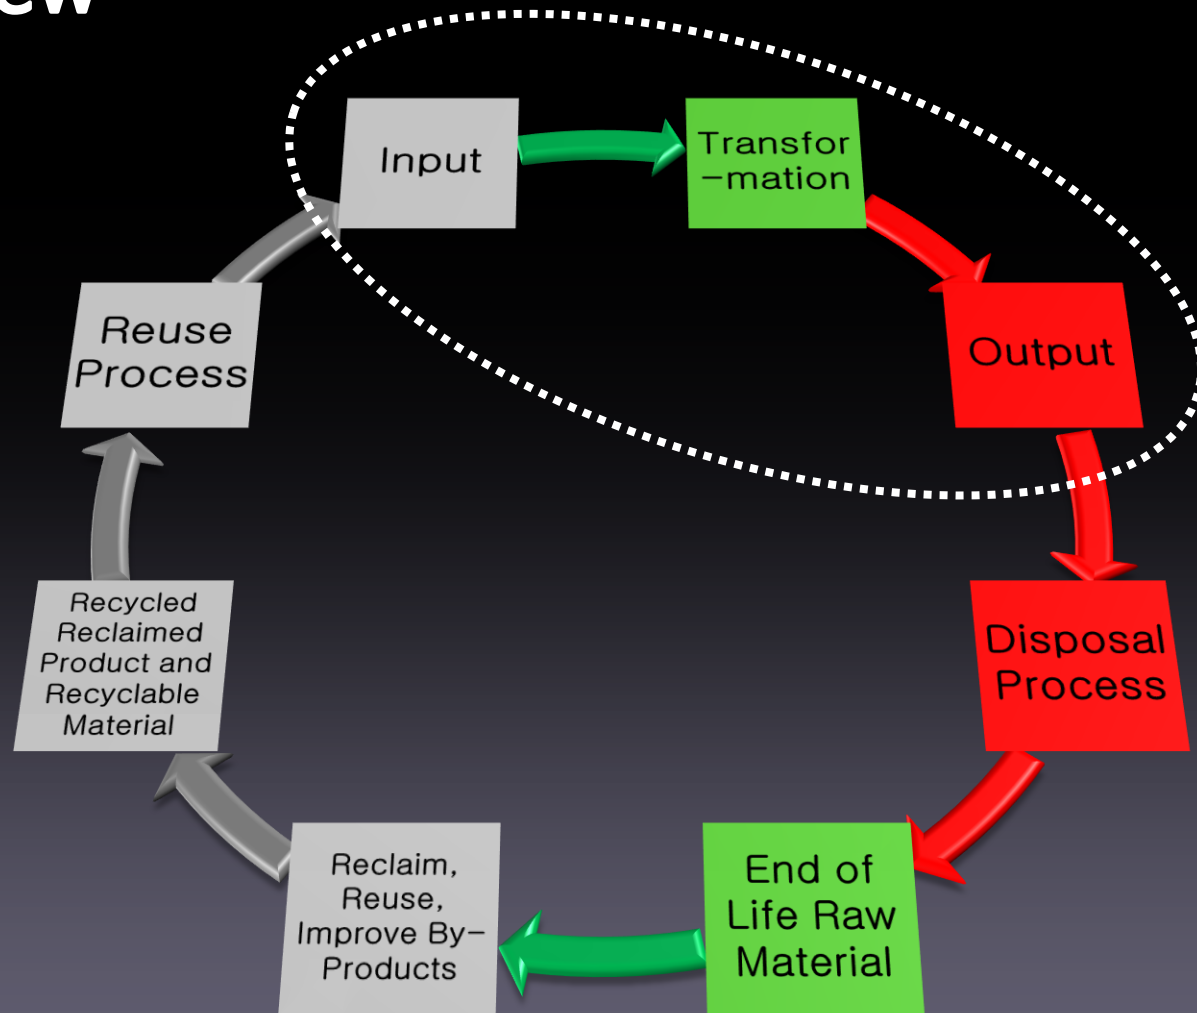 Input
Transfor
-mation
Output
Disposal
Process
End of
Life Raw
Material
Reclaim,
Reuse,
Improve By-
Products
Recycled
Reclaimed
Product and
Recyclable
Material
Reuse
Process